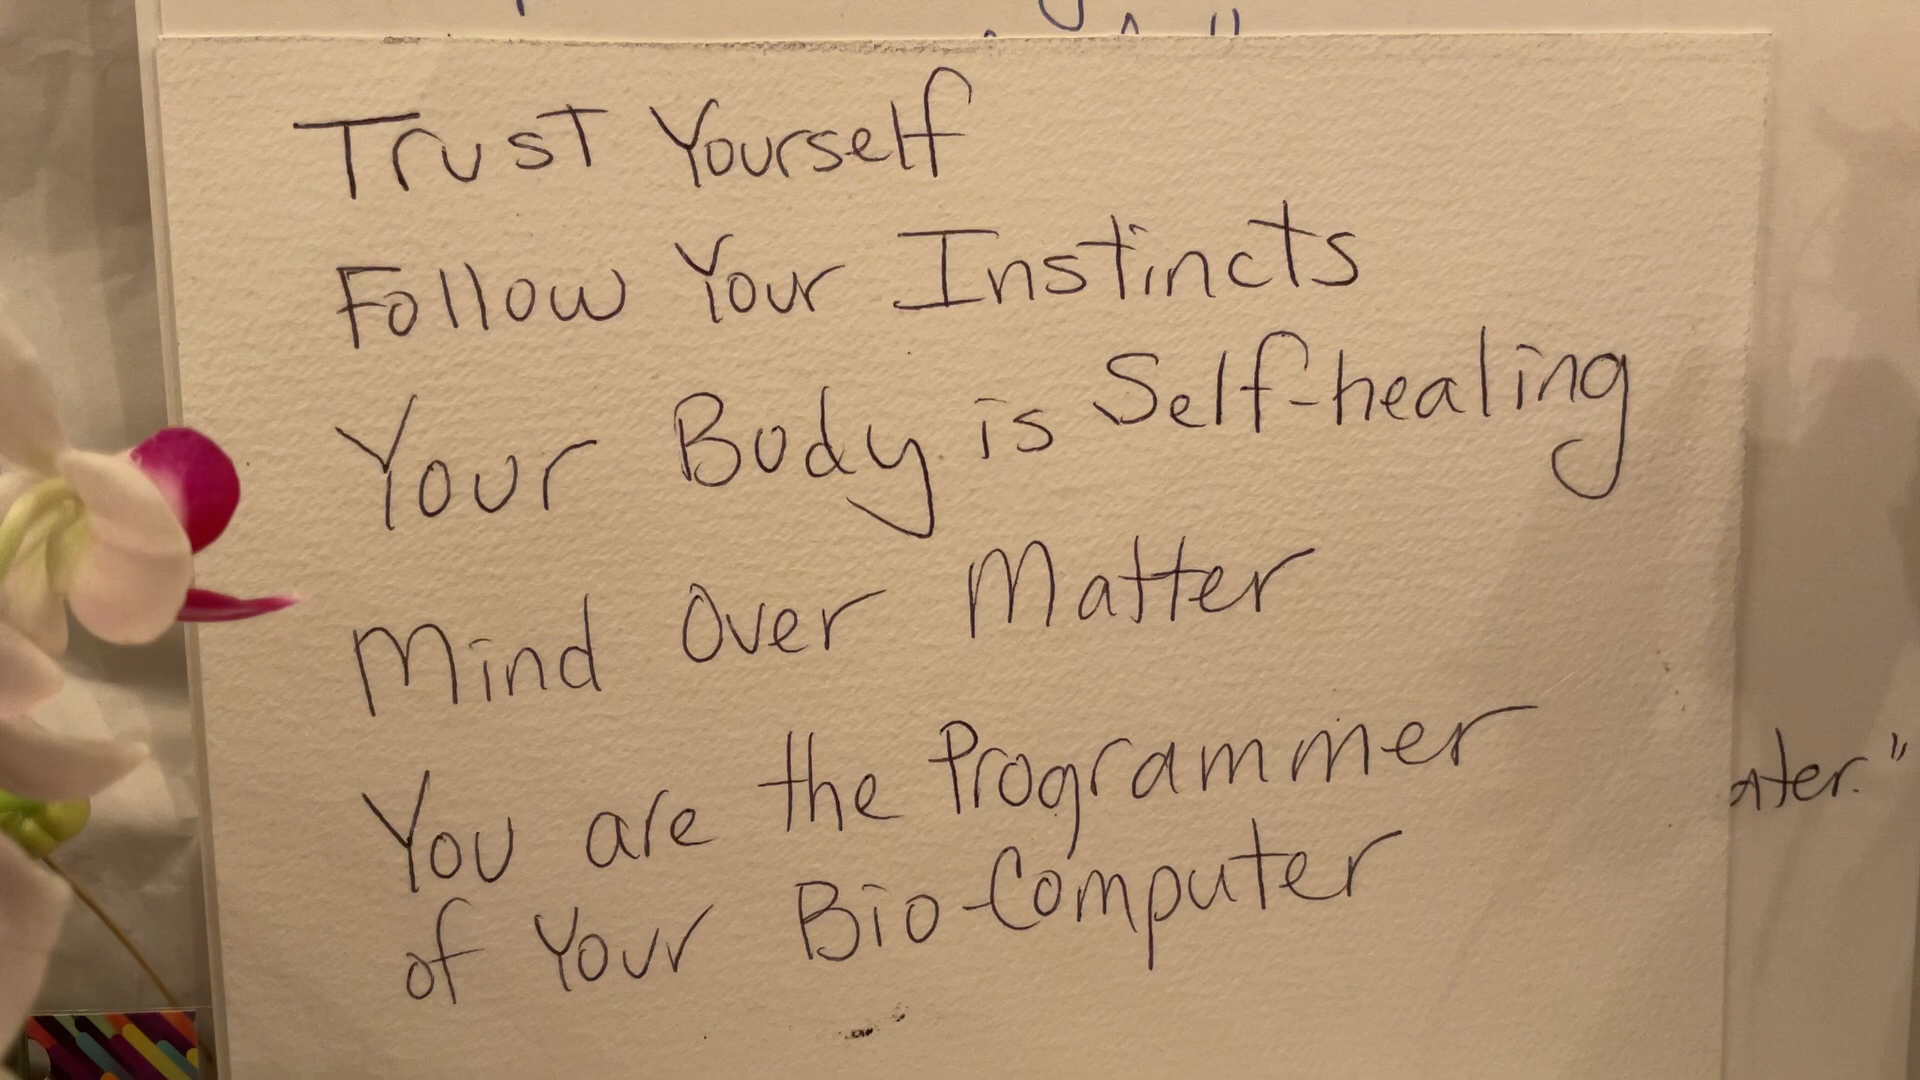 Trust Yourself
Follow Your Instincts
Your Body is Self-healing
Mind Over Matter
You are the Programmer
of Your Bio-Computer